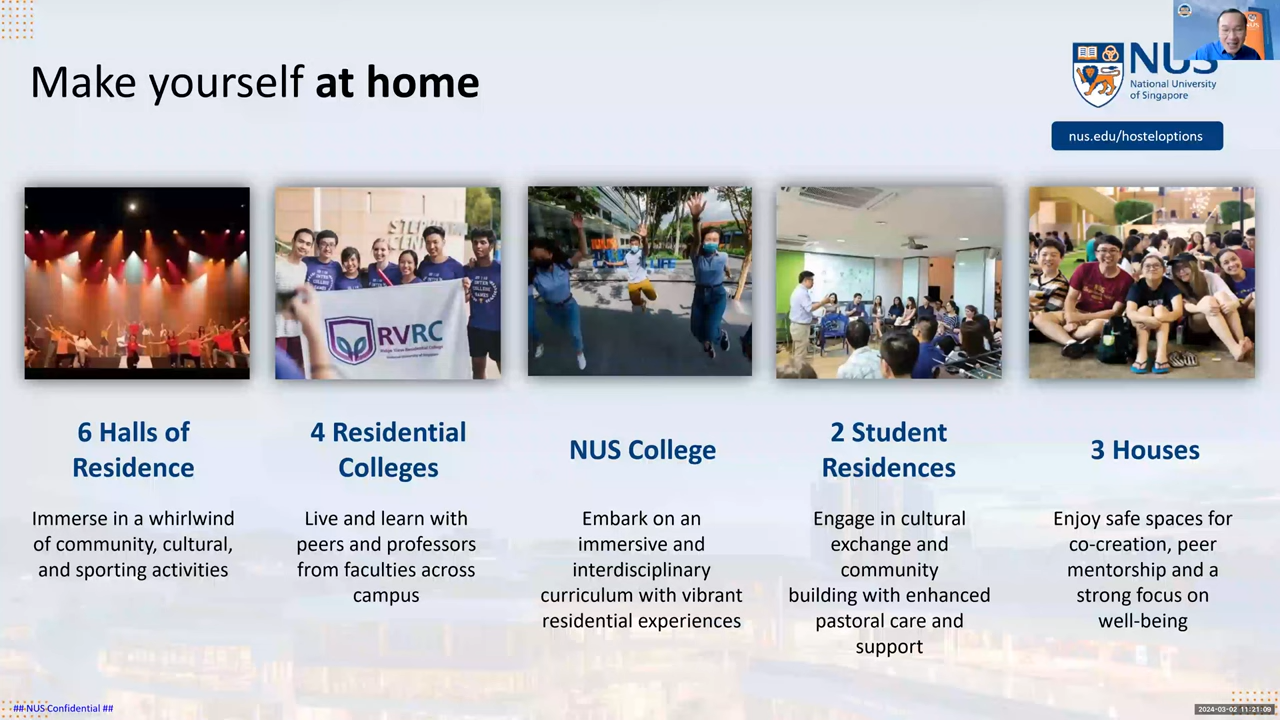 Make yourself at home
NUS
National University
of Singapore
nus.edu/hosteloptions
RVRC
6 Halls of
Residence
Immerse in a whirlwind
of community, cultural,
and sporting activities
4 Residential
Colleges
Live and learn with
peers and professors
from faculties across
campus
NUS College
Embark on an
immersive and
interdisciplinary
curriculum with vibrant
residential experiences
2 Student
Residences
Engage in cultural
exchange and
community
building with enhanced
pastoral care and
support
3 Houses
Enjoy safe spaces for
co-creation, peer
mentorship and a
strong focus on
well-being
## NUS Confidential ##
2024-03-02 11:21:09